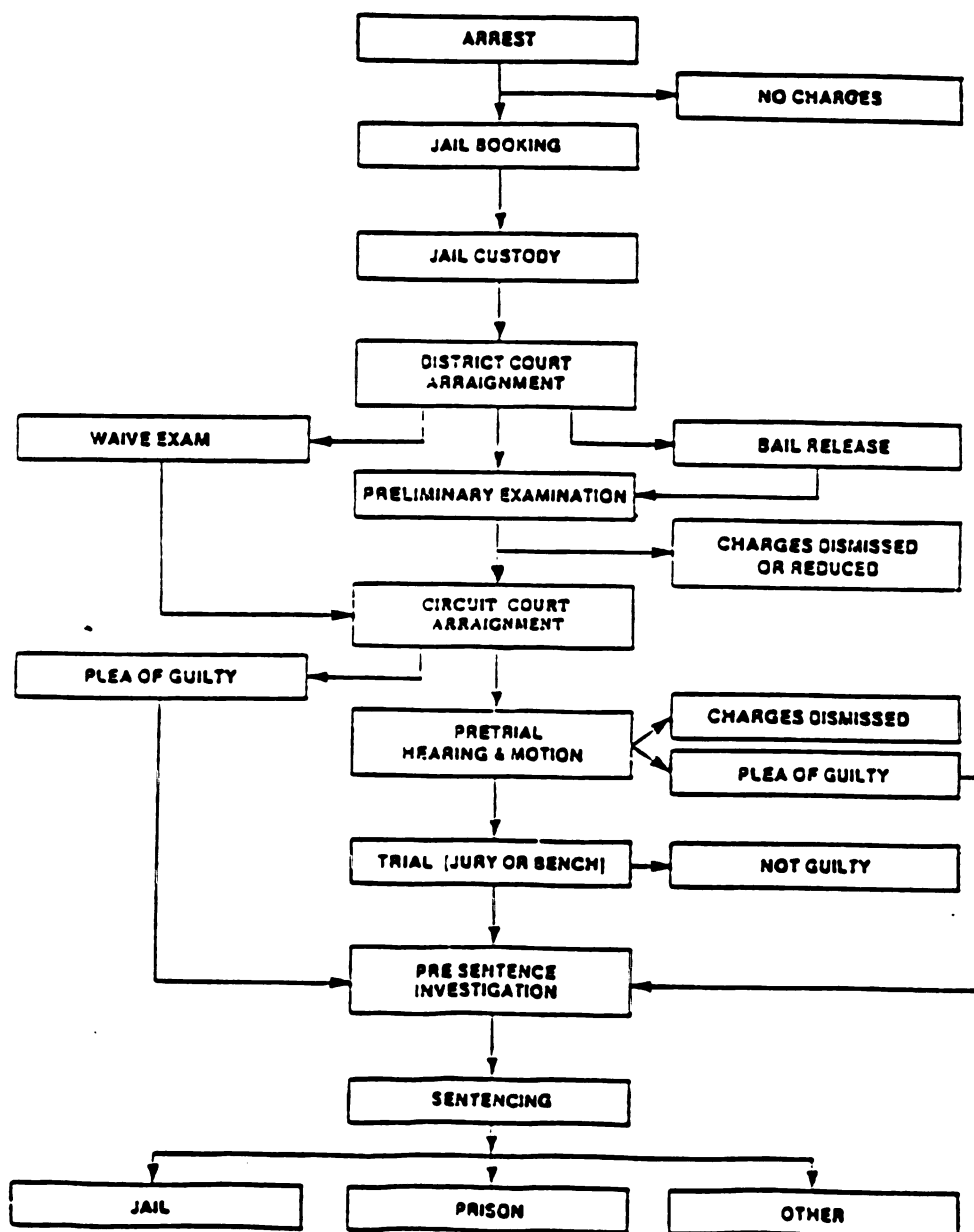 ARREST
NO CHARGES
JAIL BOOKING
JAIL CUSTODY
DISTRICT COURT
ARRAIGNMENT
WAIVE EXAM
BAIL RELEASE
PRELIMINARY EXAMINATION
CHARGES DISMISSED
OR REDUCED
CIRCUIT COURT
ARRAIGNMENT
PLEA OF GUILTY
PRETRIAL
HEARING & MOTION
CHARGES DISMISSED
PLEA OF GUILTY
TRIAL (JURY OR BENCH)
NOT GUILTY
PRE SENTENCE
INVESTIGATION
SENTENCING
JAIL
PRISON
OTHER